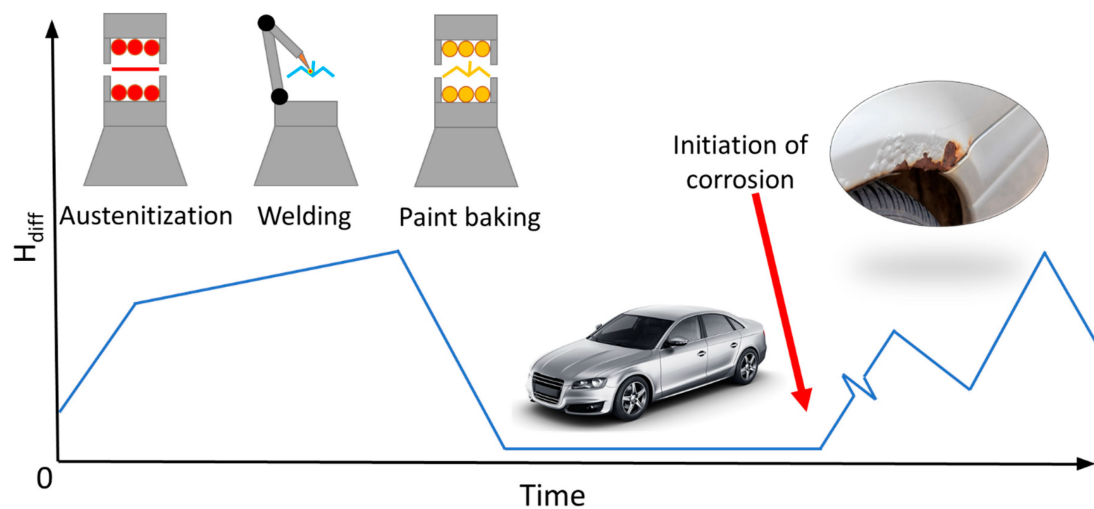 Austenitization
Welding
Paint baking
Initiation of
corrosion
H_diff
0
Time